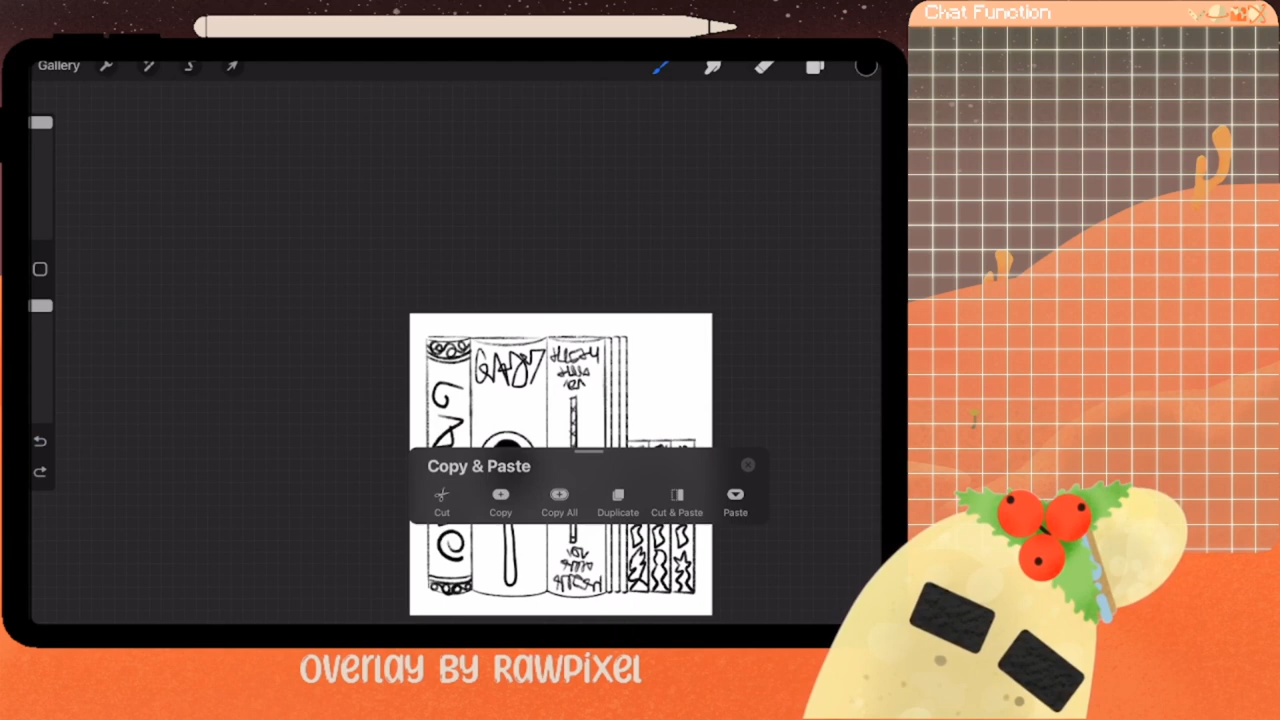 Chat Function
Gallery
Copy & Paste
Cut Copy Copy All Duplicate Cut & Paste Paste
OVERLAY BY RAWPIXEL